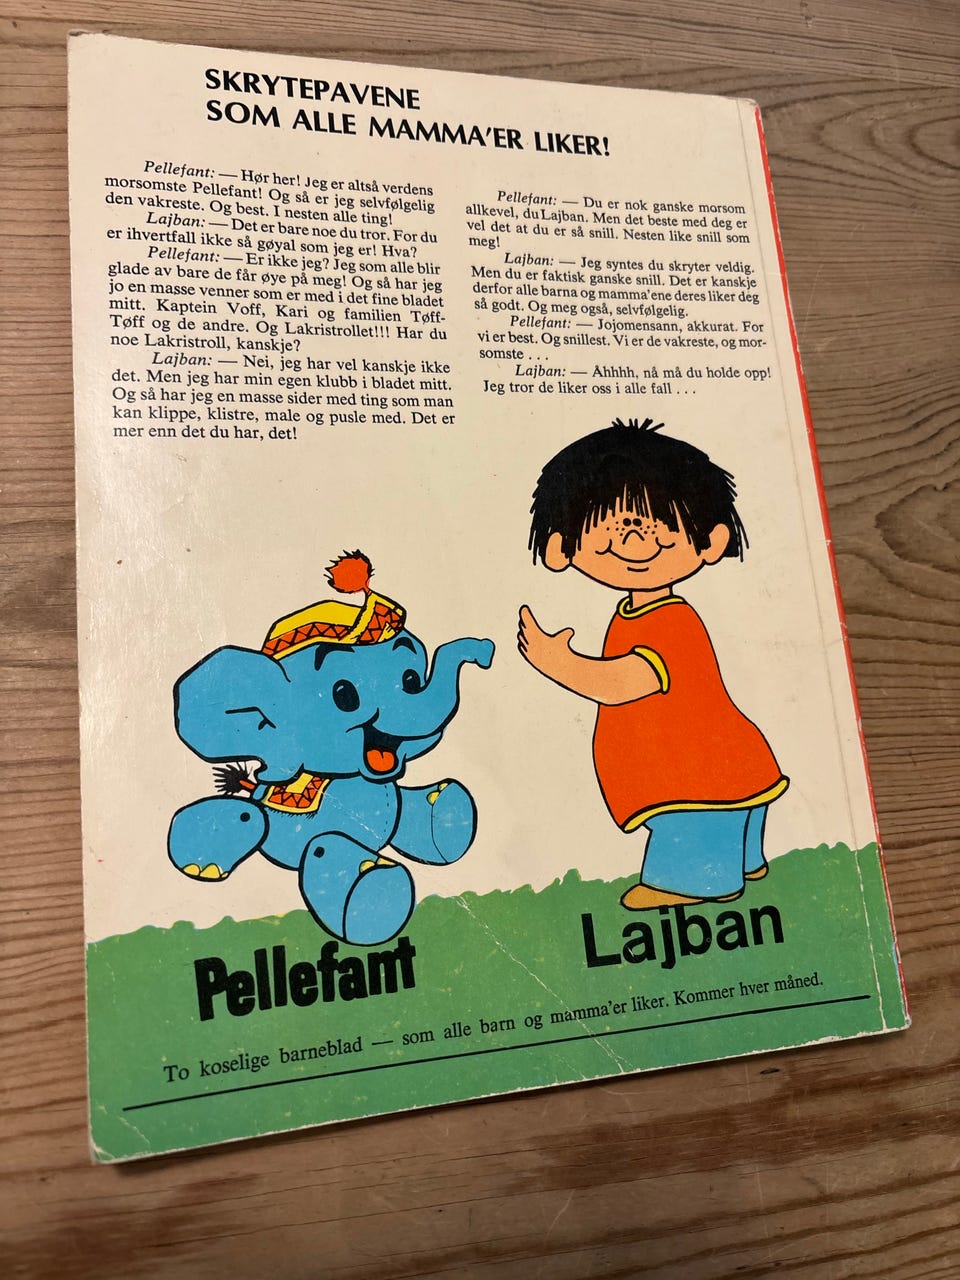 SKRYTEPAVENE
SOM ALLE MAMMA'ER LIKER!
Pellefant: — Hør her! Jeg er altså verdens
morsomste Pellefant! Og så er jeg selvfølgelig
den vakreste. Og best. I nesten alle ting!
Lajban: — Det er bare noe du tror. For du
er ihvertfall ikke så gøyal som jeg er! Hva?
Pellefant: — Er ikke jeg? Jeg som alle blir
glade av bare de får øye på meg! Og så har jeg
jo en masse venner som er med i det fine bladet
mitt. Kaptein Voff, Kari og familien Tøff-
Tøff og de andre. Og Lakristrollet!!! Har du
noe Lakristroll, kanskje?
Lajban: — Nei, jeg har vel kanskje ikke
det. Men jeg har min egen klubb i bladet mitt.
Og så har jeg en masse sider med ting som man
kan klippe, klistre, male og pusle med. Det er
mer enn det du har, det!
Pellefant: — Du er nok ganske morsom
allkevel, du Lajban. Men det beste med deg er
vel det at du er så snill. Nesten like snill som
meg!
Lajban: — Jeg syntes du skryter veldig.
Men du er faktisk ganske snill. Det er kanskje
derfor alle barna og mamma'ene deres liker deg
så godt. Og meg også, selvfølgelig.
Pellefant: — Jojomensann, akkurat. For
vi er best. Og snillest. Vi er de vakreste, og mor-
somste . . .
Lajban: — Åhhhh, nå må du holde opp!
Jeg tror de liker oss i alle fall . . .
Pellefant
Lajban
To koselige barneblad — som alle barn og mamma'er liker. Kommer hver måned.